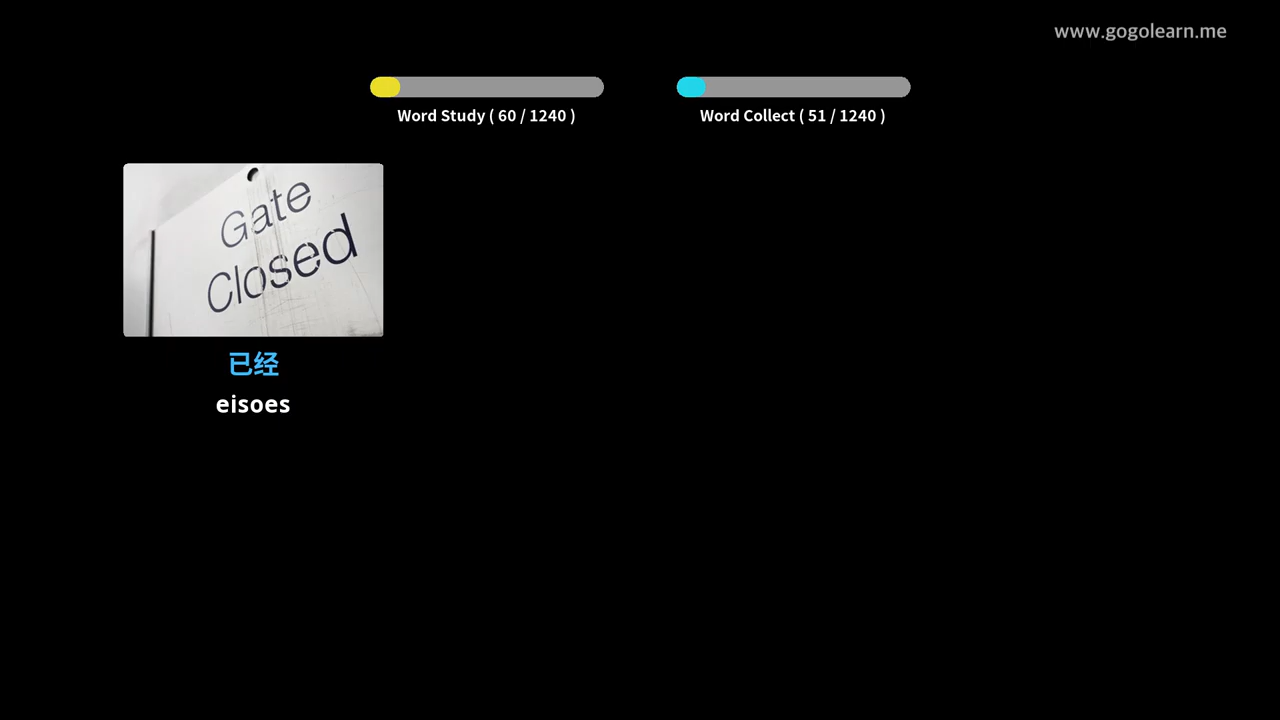 www.gogolearn.me
Word Study ( 60 / 1240 )
Word Collect ( 51 / 1240 )
Gate
Closed
已经
eisoes